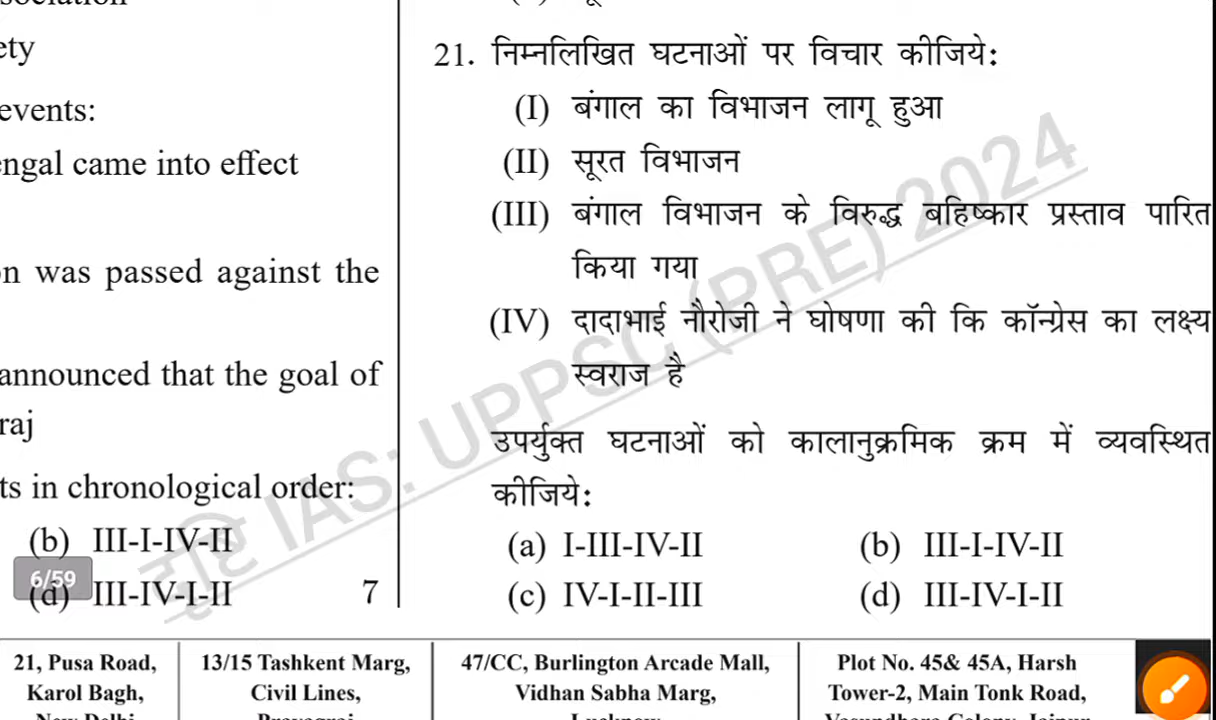 ety
events:
engal came into effect
on was passed against the
announced that the goal of
raj
ts in chronological order:
(b) III-I-IV-II
(d) III-IV-I-II
6/59
7
21. निम्नलिखित घटनाओं पर विचार कीजिये:
(I) बंगाल का विभाजन लागू हुआ
(II) सूरत विभाजन
(III) बंगाल विभाजन के विरुद्ध बहिष्कार प्रस्ताव पारित
किया गया
(IV) दादाभाई नौरोजी ने घोषणा की कि कॉन्ग्रेस का लक्ष्य
स्वराज है
उपर्युक्त घटनाओं को कालानुक्रमिक क्रम में व्यवस्थित
कीजिये:
(a) I-III-IV-II (b) III-I-IV-II
(c) IV-I-II-III (d) III-IV-I-II
IAS: UPPSC (PRE) 2024
21, Pusa Road,
Karol Bagh,
13/15 Tashkent Marg,
Civil Lines,
47/CC, Burlington Arcade Mall,
Vidhan Sabha Marg,
Plot No. 45& 45A, Harsh
Tower-2, Main Tonk Road,